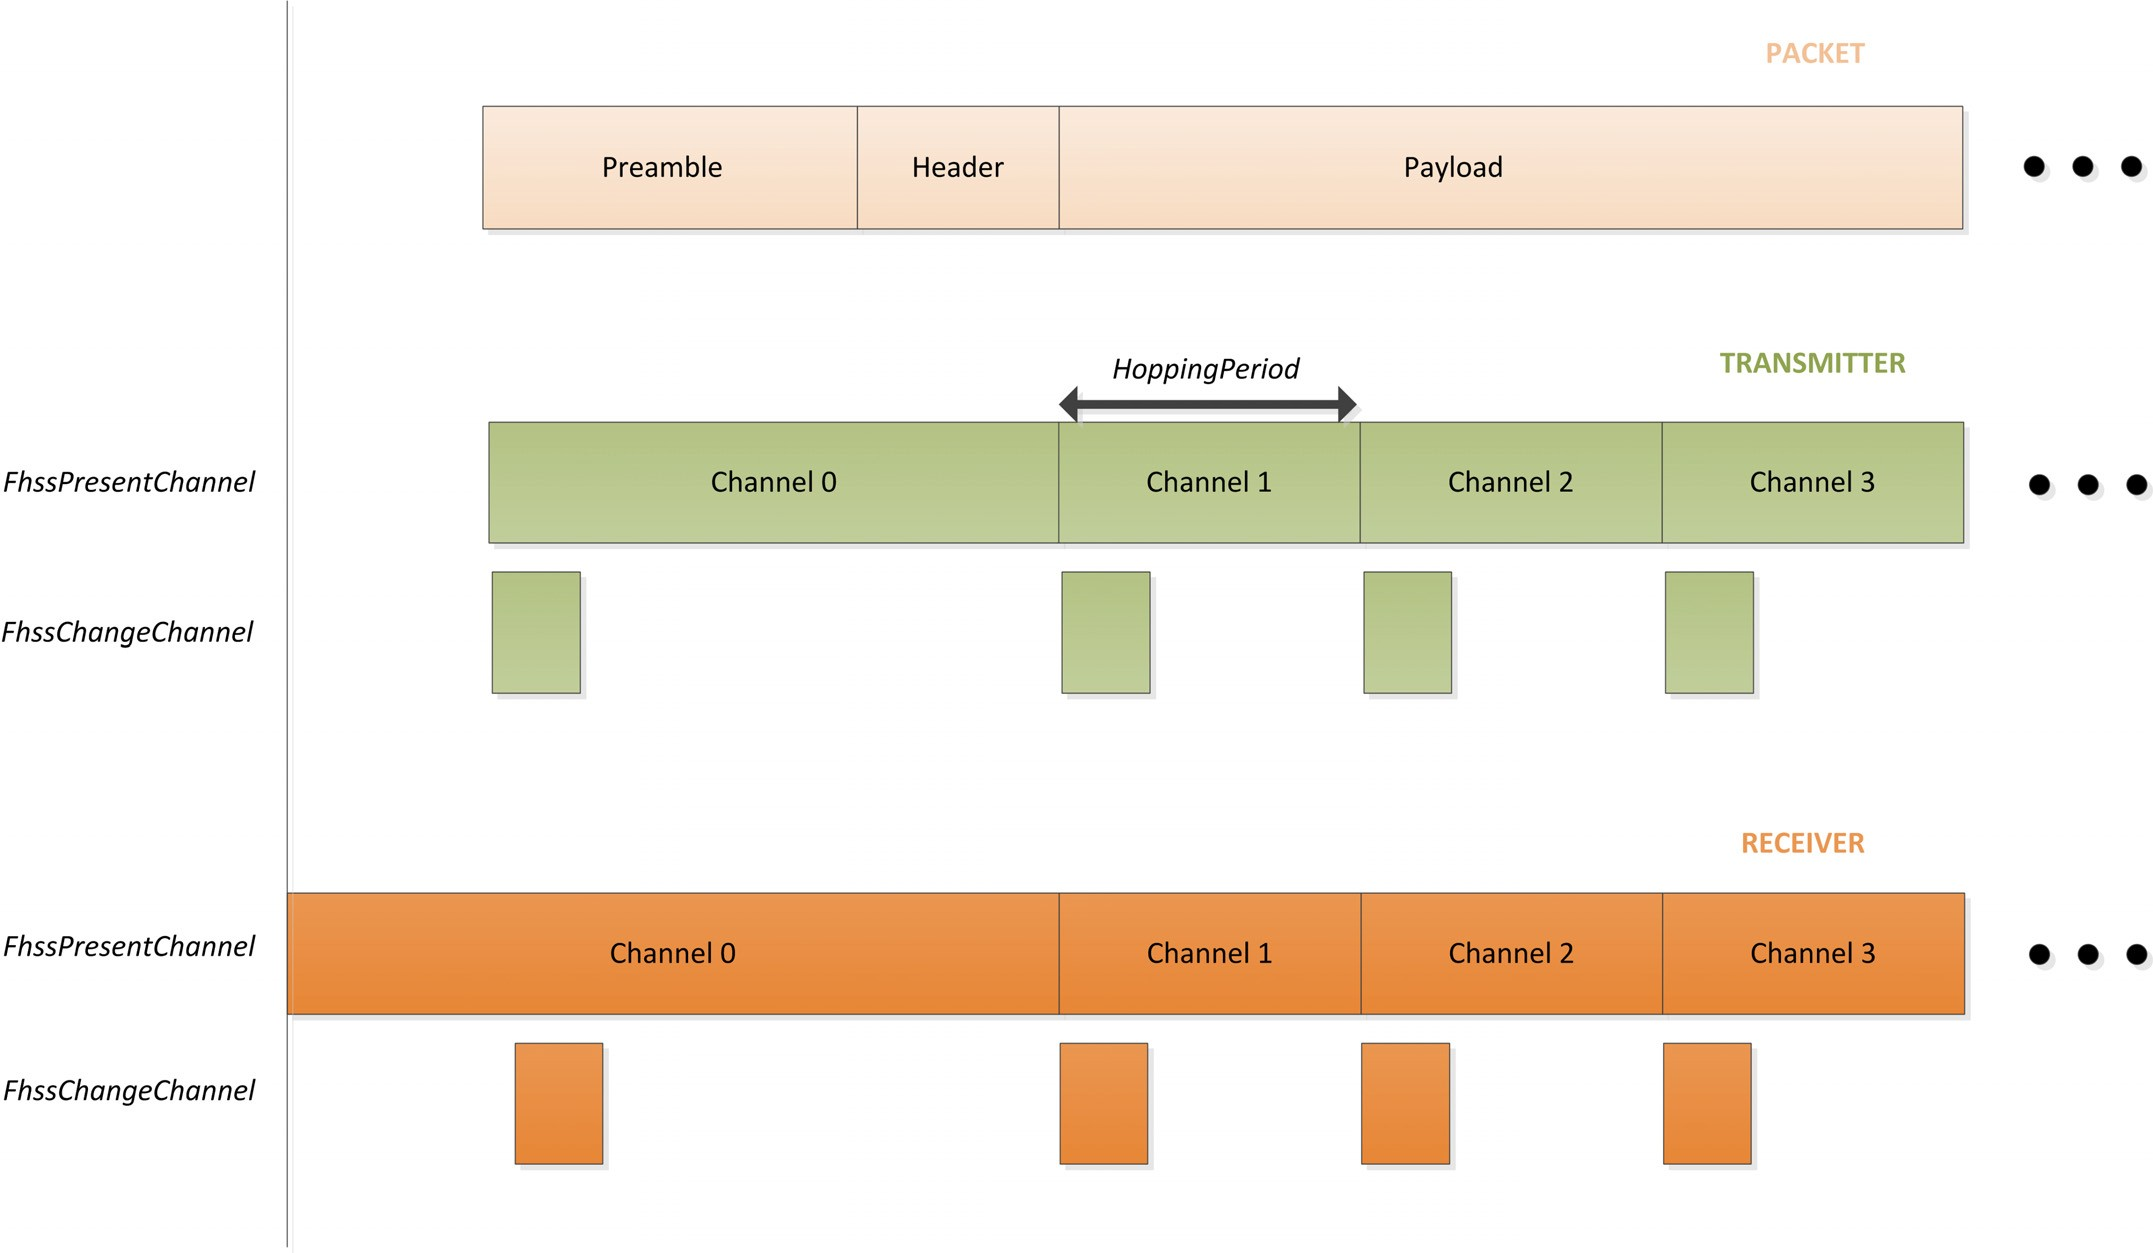 PACKET
Preamble
Header
Payload
HoppingPeriod
TRANSMITTER
FhssPresentChannel
Channel 0
Channel 1
Channel 2
Channel 3
FhssChangeChannel
RECEIVER
FhssPresentChannel
Channel 0
Channel 1
Channel 2
Channel 3
FhssChangeChannel